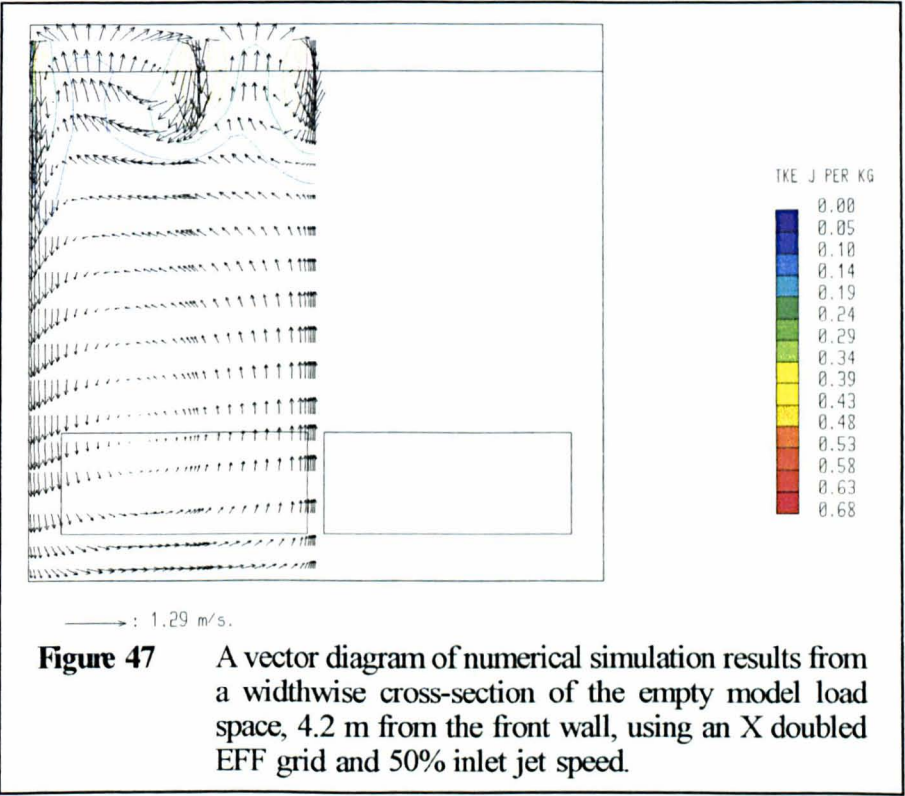 TKE J PER KG
0.00
0.05
0.10
0.14
0.19
0.24
0.29
0.34
0.39
0.43
0.48
0.53
0.58
0.63
0.68
: 1.29 m/s.
Figure 47 A vector diagram of numerical simulation results from
a widthwise cross-section of the empty model load
space, 4.2 m from the front wall, using an X doubled
EFF grid and 50% inlet jet speed.